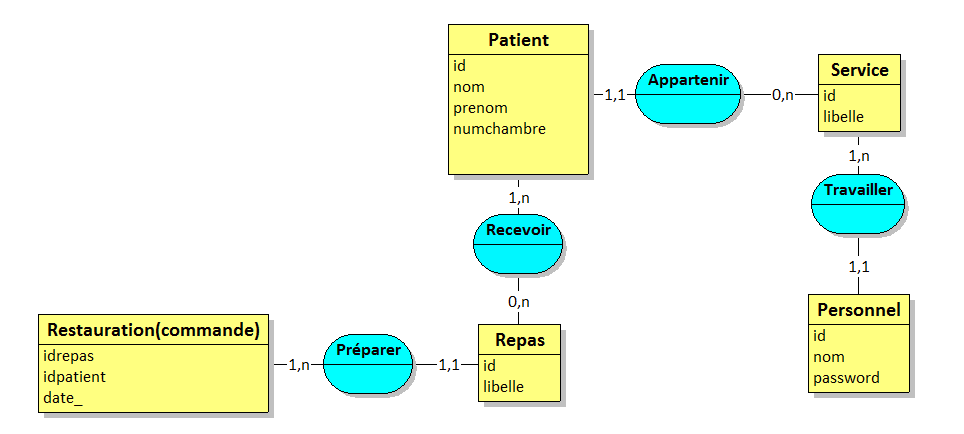 Patient
id
nom
prenom
numchambre
1,1
Appartenir
0,n
Service
id
libelle
1,n
Travailler
1,1
Personnel
id
nom
password
1,n
Recevoir
0,n
Repas
id
libelle
1,1
Préparer
1,n
Restauration(commande)
idrepas
idpatient
date_